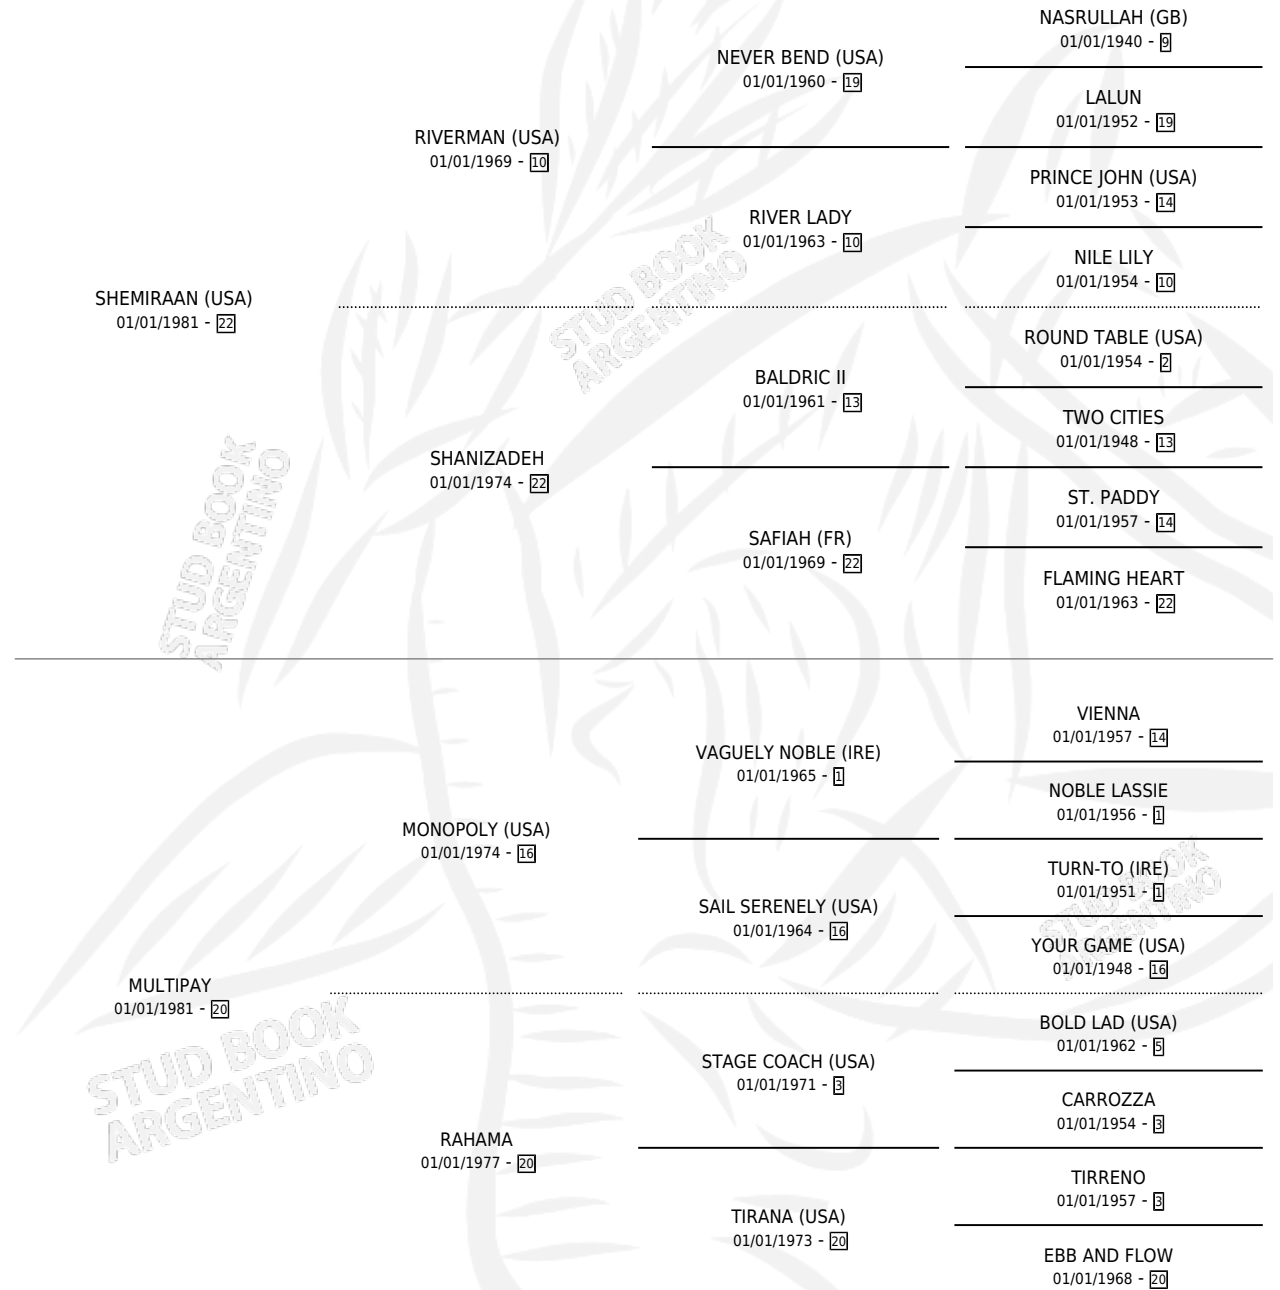 NASRULLAH (GB)
01/01/1940 - 9
NEVER BEND (USA)
01/01/1960 - 19
LALUN
01/01/1952 - 19
RIVERMAN (USA)
01/01/1969 - 10
PRINCE JOHN (USA)
01/01/1953 - 14
RIVER LADY
01/01/1963 - 10
NILE LILY
01/01/1954 - 10
SHEMIRAAN (USA)
01/01/1981 - 22
ROUND TABLE (USA)
01/01/1954 - 2
BALDRIC II
01/01/1961 - 13
TWO CITIES
01/01/1948 - 13
SHANIZADEH
01/01/1974 - 22
ST. PADDY
01/01/1957 - 14
SAFIAH (FR)
01/01/1969 - 22
FLAMING HEART
01/01/1963 - 22
VIENNA
01/01/1957 - 14
VAGUELY NOBLE (IRE)
01/01/1965 - 1
NOBLE LASSIE
01/01/1956 - 1
MONOPOLY (USA)
01/01/1974 - 16
TURN-TO (IRE)
01/01/1951 - 1
SAIL SERENELY (USA)
01/01/1964 - 16
YOUR GAME (USA)
01/01/1948 - 16
MULTIPAY
01/01/1981 - 20
BOLD LAD (USA)
01/01/1962 - 5
STAGE COACH (USA)
01/01/1971 - 3
CARROZZA
01/01/1954 - 3
RAHAMA
01/01/1977 - 20
TIRRENO
01/01/1957 - 3
TIRANA (USA)
01/01/1973 - 20
EBB AND FLOW
01/01/1968 - 20
STUD BOOK
ARGENTINO
STUD BOOK
ARGENTINO
STUD BOOK
ARGENTINO
STUD BOOK
ARGENTINO